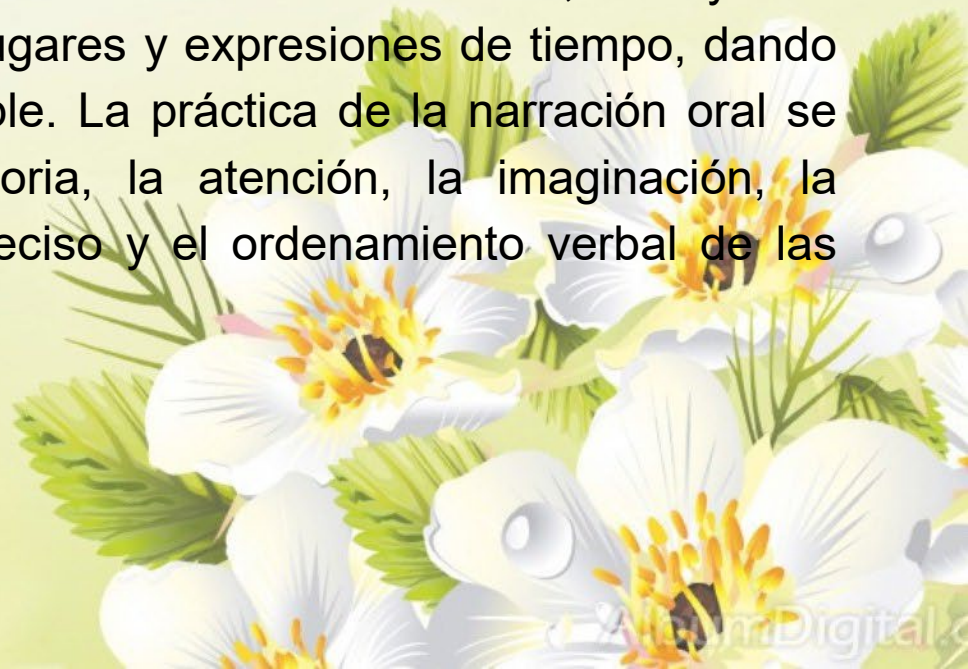 ugares y expresiones de tiempo, dando
ble. La práctica de la narración oral se
oria, la atención, la imaginación, la
eciso y el ordenamiento verbal de las
AlbumDigital.c